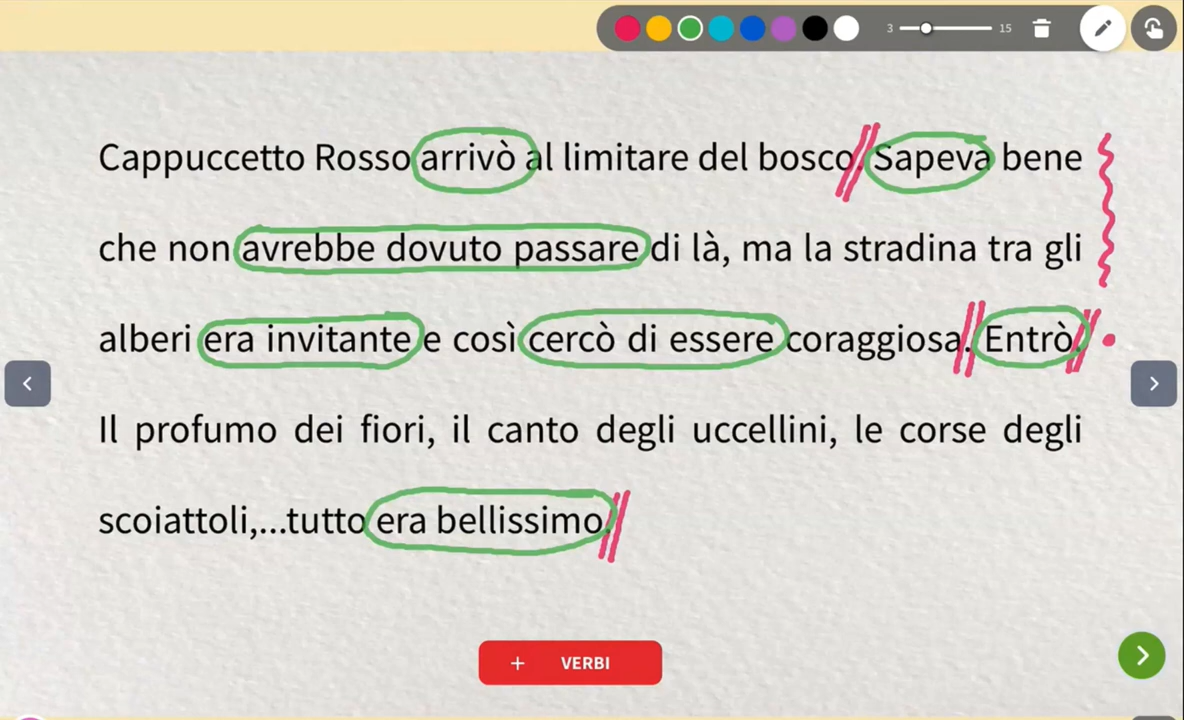 3 15
Cappuccetto Rosso arrivò al limitare del bosco. Sapeva bene
che non avrebbe dovuto passare di là, ma la stradina tra gli
alberi era invitante e così cercò di essere coraggiosa. Entrò.
Il profumo dei fiori, il canto degli uccellini, le corse degli
scoiattoli,...tutto era bellissimo.
+ VERBI